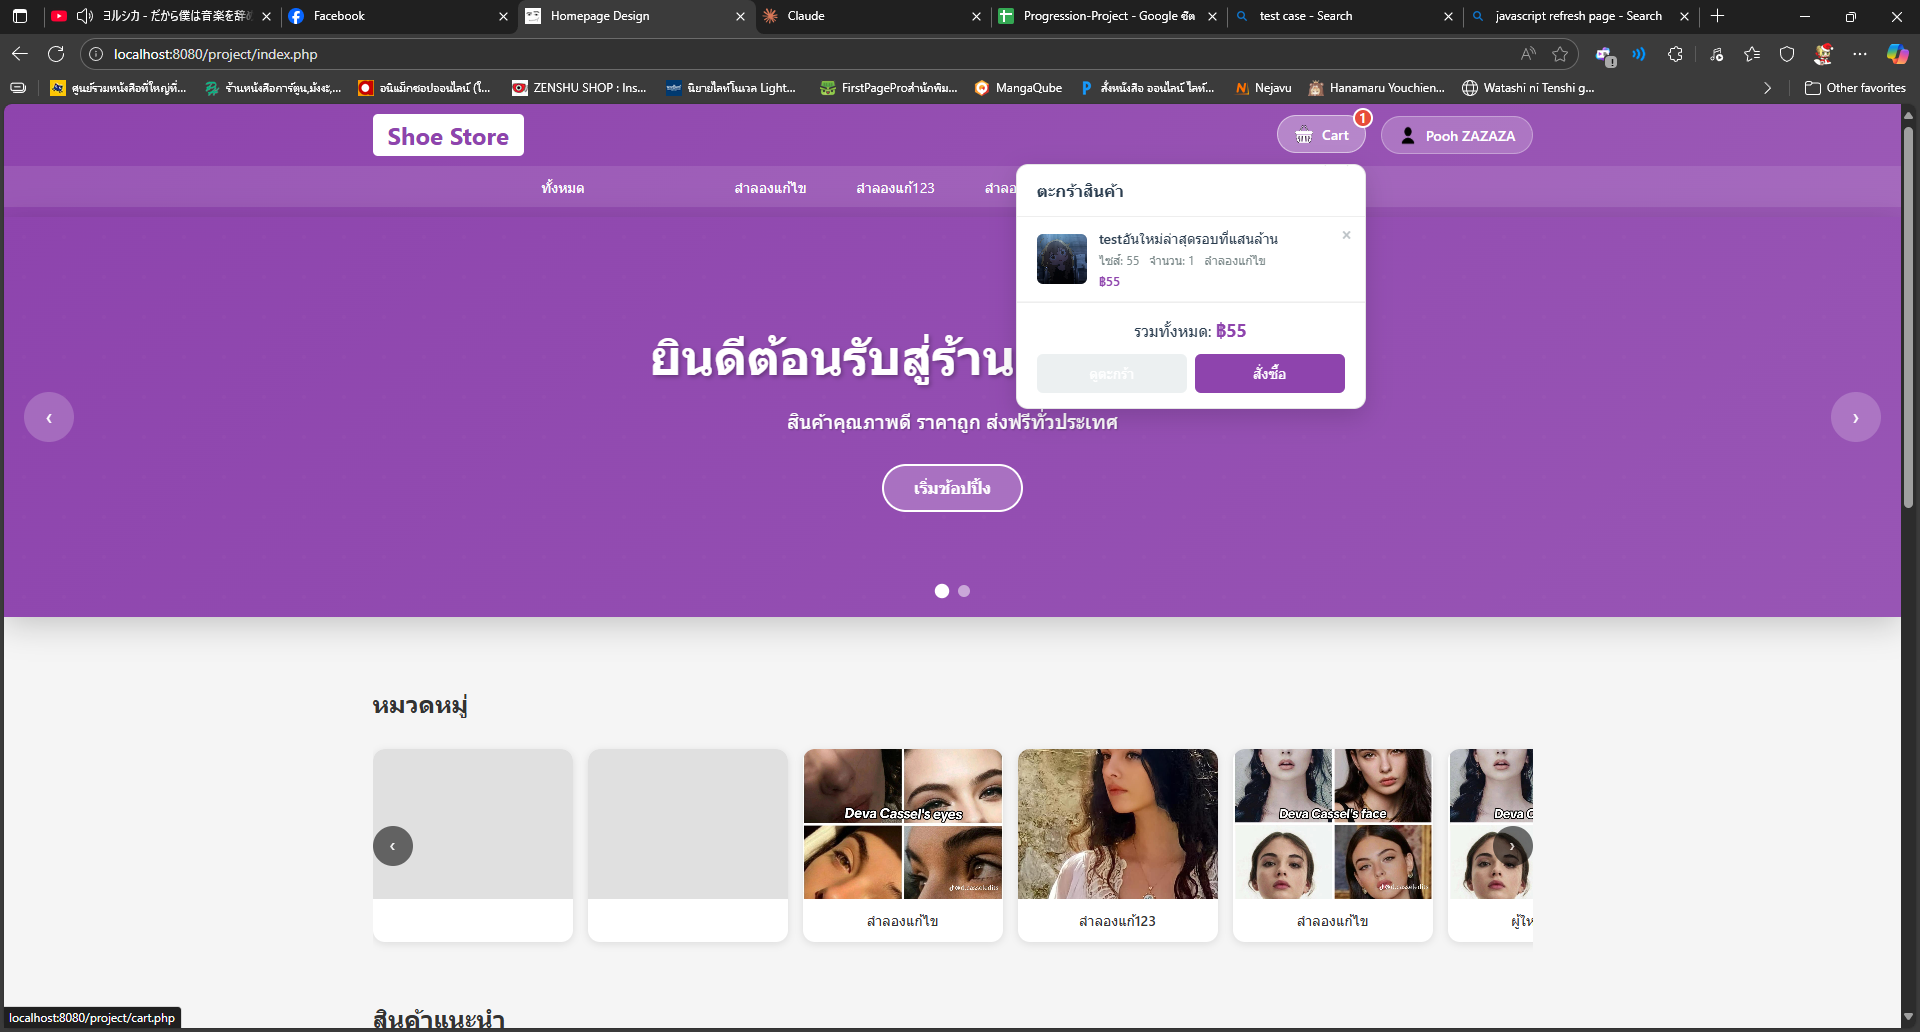 ヨルシカ - だから僕は音楽を辞め
Facebook
Homepage Design
Claude
Progression-Project - Google ชีต
test case - Search
javascript refresh page - Search
localhost:8080/project/index.php
ศูนย์รวมหนังสือที่ใหญ่ที่...
ร้านหนังสือการ์ตูน,มังงะ,...
อนิแม็กซอปออนไลน์ (ใ...
ZENSHU SHOP : Ins...
นิยายไลท์โนเวล Light...
FirstPageProสำนักพิม...
MangaQube
สั่งหนังสือ ออนไลน์ ไลท์...
Nejavu
Hanamaru Youchien...
Watashi ni Tenshi g...
Other favorites
Shoe Store
Cart
1
Pooh ZAZAZA
ทั้งหมด
สำลองแก้ไข
สำลองแก้123
สำลอ
ตะกร้าสินค้า
testอันใหม่ล่าสุดรอบที่แสนล้าน
ไซส์: 55 จำนวน: 1 สำลองแก้ไข
฿55
รวมทั้งหมด: ฿55
ดูตะกร้า
สั่งซื้อ
ยินดีต้อนรับสู่ร้าน
สินค้าคุณภาพดี ราคาถูก ส่งฟรีทั่วประเทศ
เริ่มช้อปปิ้ง
หมวดหมู่
Deva Cassel's eyes
Deva Cassel's face
Deva C
สำลองแก้ไข
สำลองแก้123
สำลองแก้ไข
ผู้ให
สินค้าแนะนำ
localhost:8080/project/cart.php